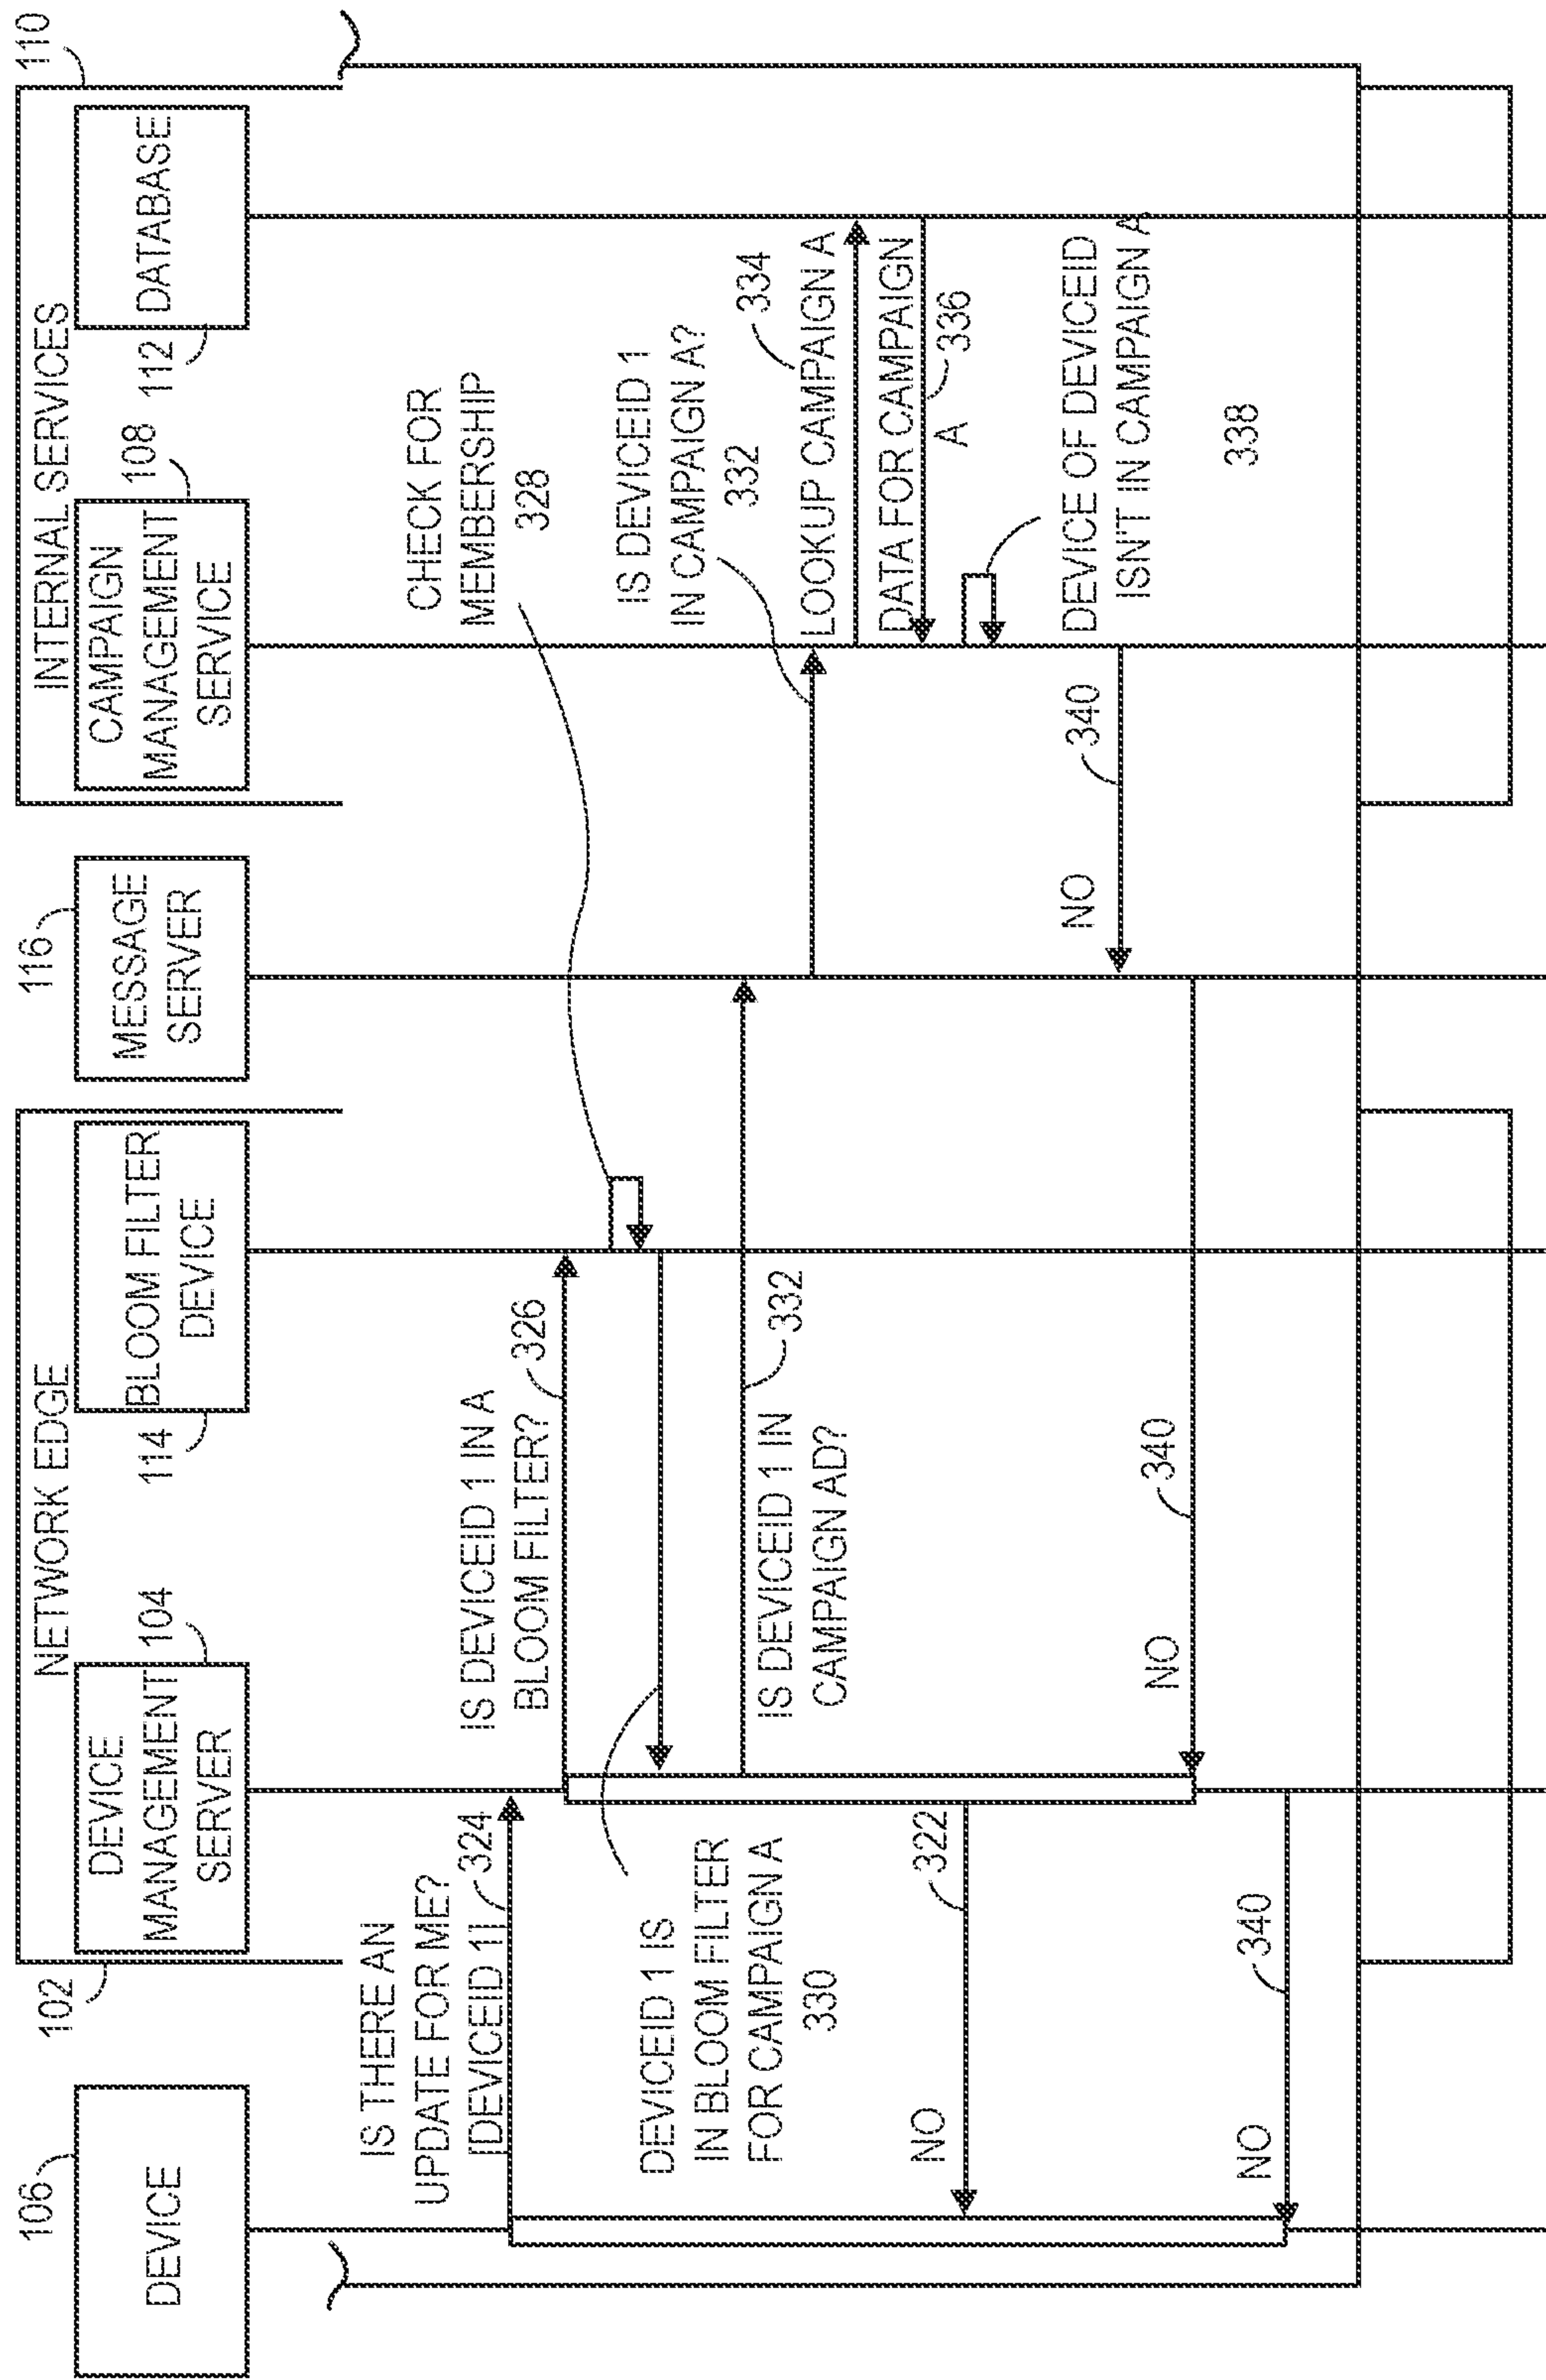 106
DEVICE
102
NETWORK EDGE
DEVICE
MANAGEMENT
SERVER
104
114
BLOOM FILTER
DEVICE
116
MESSAGE
SERVER
INTERNAL SERVICES
CAMPAIGN
MANAGEMENT
SERVICE
108
112
DATABASE
110
IS THERE AN
UPDATE FOR ME?
[DEVICEID 1]
324
IS DEVICEID 1 IN A
BLOOM FILTER?
326
CHECK FOR
MEMBERSHIP
328
DEVICEID 1 IS
IN BLOOM FILTER
FOR CAMPAIGN A
330
IS DEVICEID 1 IN
CAMPAIGN AD?
332
IS DEVICEID 1
IN CAMPAIGN A?
332
LOOKUP CAMPAIGN A
334
DATA FOR CAMPAIGN
A
336
NO
322
DEVICE OF DEVICEID
ISN'T IN CAMPAIGN A
338
NO
340
NO
340
NO
340